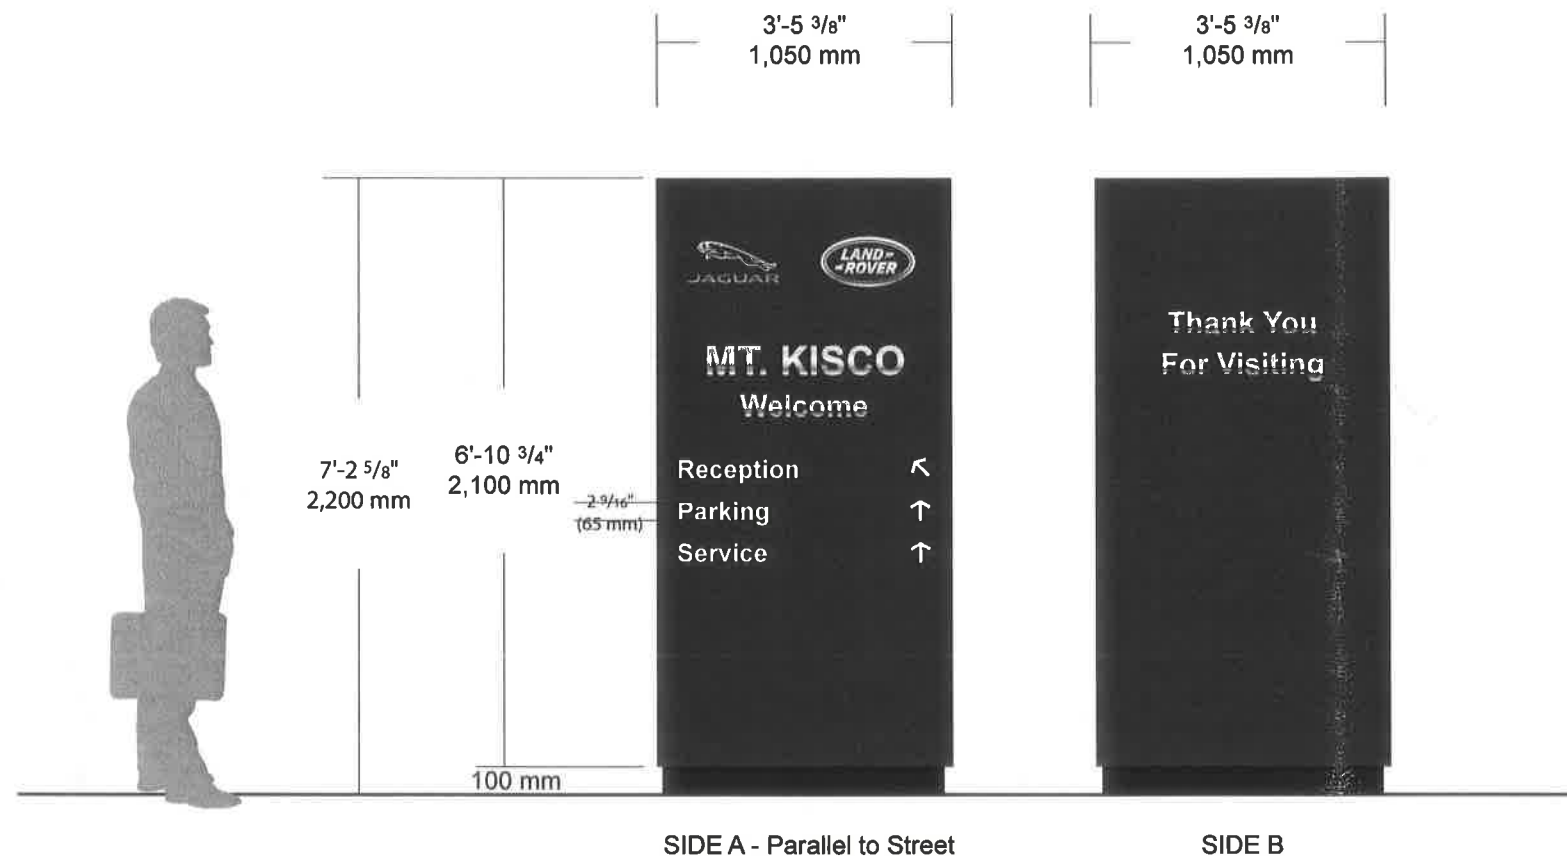 3'-5 3/8"
1,050 mm
3'-5 3/8"
1,050 mm
JAGUAR
LAND
ROVER
MT. KISCO
Welcome
Reception
Parking
Service
Thank You
For Visiting
7'-2 5/8"
2,200 mm
6'-10 3/4"
2,100 mm
2 9/16"
(65 mm)
100 mm
SIDE A - Parallel to Street
SIDE B